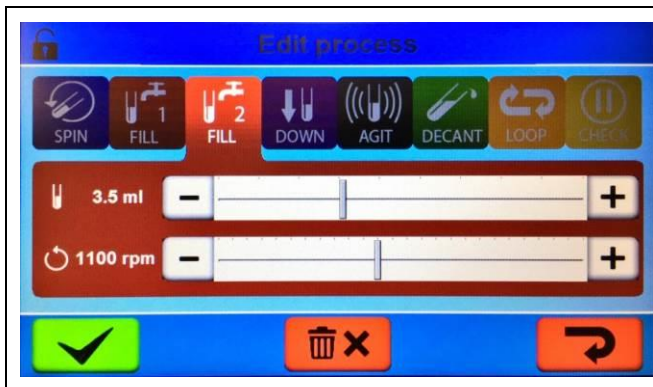 Edit process
SPIN
1
FILL
2
FILL
DOWN
AGIT
DECANT
LOOP
CHECK
3.5 ml
1100 rpm